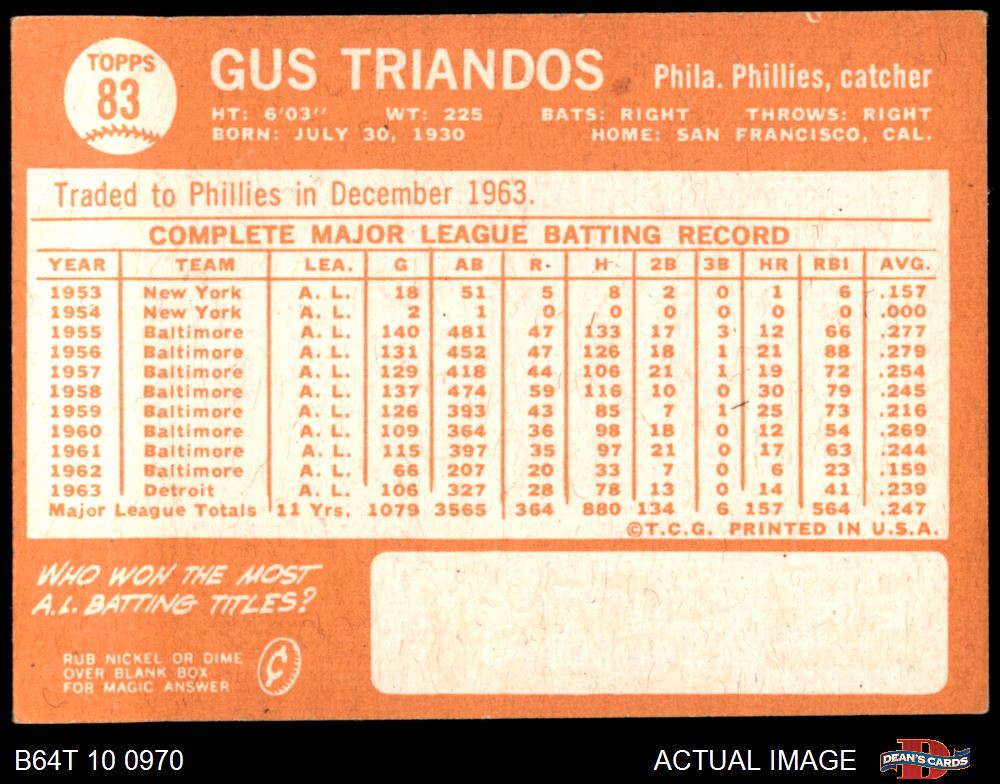 TOPPS
83
GUS TRIANDOS Phila. Phillies, catcher
HT: 6'03" WT: 225 BATS: RIGHT THROWS: RIGHT
BORN: JULY 30, 1930 HOME: SAN FRANCISCO, CAL.
Traded to Phillies in December 1963.
COMPLETE MAJOR LEAGUE BATTING RECORD
YEAR TEAM LEA. G AB R H 2B 3B HR RBI AVG.
1953 New York A. L. 18 51 5 8 2 0 1 6 .157
1954 New York A. L. 2 1 0 0 0 0 0 0 .000
1955 Baltimore A. L. 140 481 47 133 17 3 12 66 .277
1956 Baltimore A. L. 131 452 47 126 18 1 21 88 .279
1957 Baltimore A. L. 129 418 44 106 21 1 19 72 .254
1958 Baltimore A. L. 137 474 59 116 10 0 30 79 .245
1959 Baltimore A. L. 126 393 43 85 7 1 25 73 .216
1960 Baltimore A. L. 109 364 36 98 18 0 12 54 .269
1961 Baltimore A. L. 115 397 35 97 21 0 17 63 .244
1962 Baltimore A. L. 66 207 20 33 7 0 6 23 .159
1963 Detroit A. L. 106 327 28 78 13 0 14 41 .239
Major League Totals 11 Yrs. 1079 3565 364 880 134 6 157 564 .247
©T.C.G. PRINTED IN U.S.A.
WHO WON THE MOST
A.L. BATTING TITLES?
RUB NICKEL OR DIME
OVER BLANK BOX
FOR MAGIC ANSWER
¢
B64T 10 0970 ACTUAL IMAGE DEAN'S CARDS